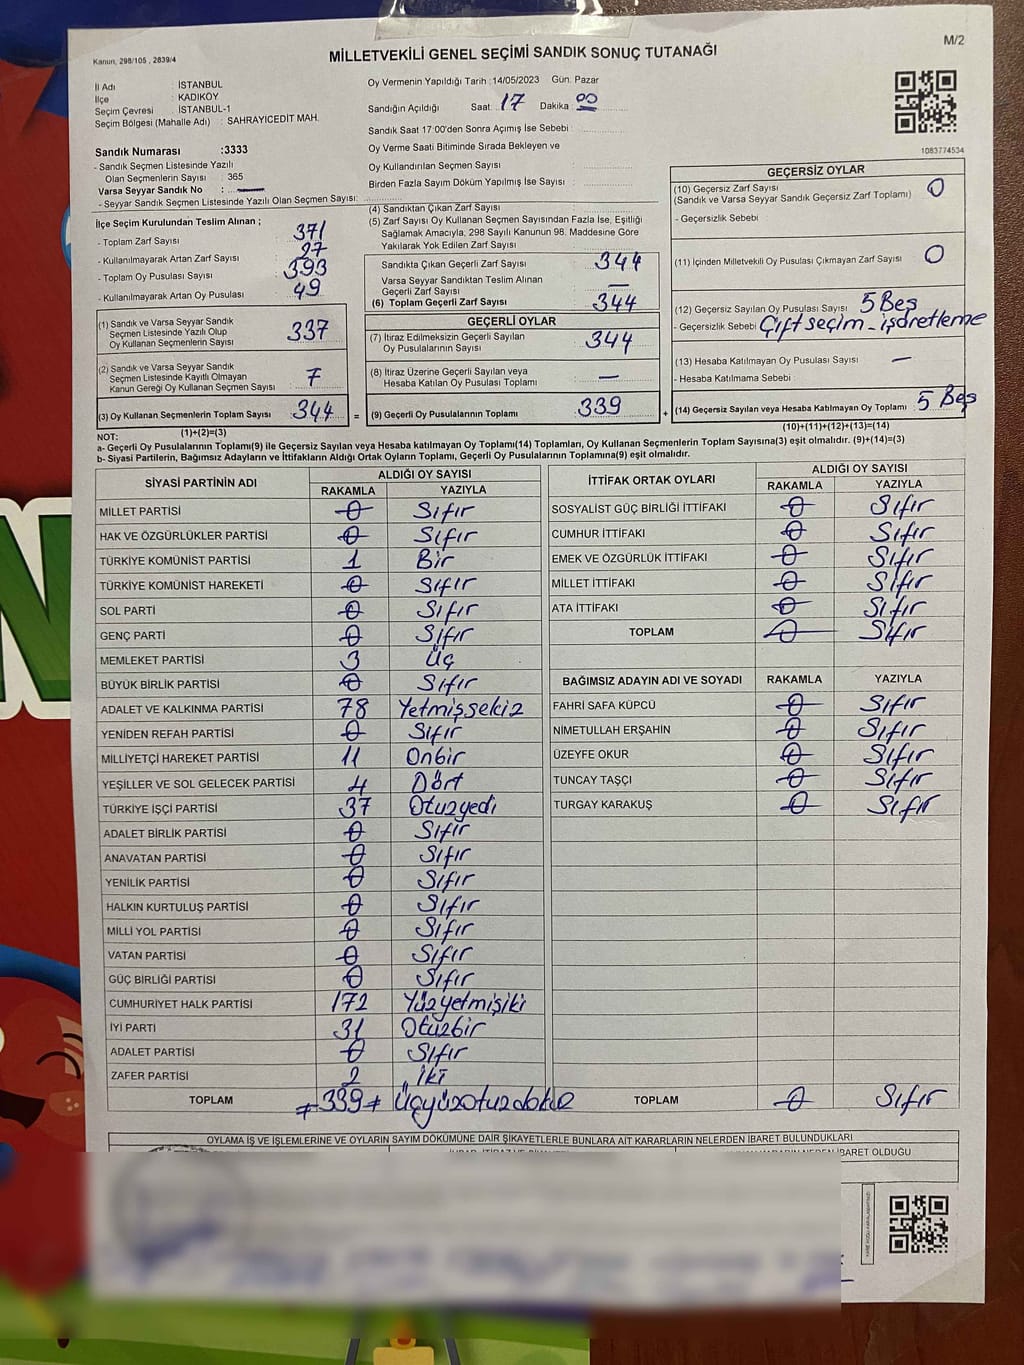 M/2
Kanun, 298/105 , 2839/4
MİLLETVEKİLİ GENEL SEÇİMİ SANDIK SONUÇ TUTANAĞI
İl Adı : İSTANBUL
İlçe : KADIKÖY
Seçim Çevresi : İSTANBUL-1
Seçim Bölgesi (Mahalle Adı) : SAHRAYICEDİT MAH.
Sandık Numarası :3333
- Sandık Seçmen Listesinde Yazılı
Olan Seçmenlerin Sayısı : 365
Varsa Seyyar Sandık No : —
- Seyyar Sandık Seçmen Listesinde Yazılı Olan Seçmen Sayısı:
Oy Vermenin Yapıldığı Tarih :14/05/2023 Gün. Pazar
Sandığın Açıldığı Saat 17 Dakika 00
Sandık Saat 17:00'den Sonra Açımış İse Sebebi :
Oy Verme Saati Bitiminde Sırada Bekleyen ve
Oy Kullandırılan Seçmen Sayısı
Birden Fazla Sayım Döküm Yapılmış İse Sayısı :
1083774534
İlçe Seçim Kurulundan Teslim Alınan ;
- Toplam Zarf Sayısı : 371
- Kullanılmayarak Artan Zarf Sayısı : 27
- Toplam Oy Pusulası Sayısı : 393
- Kullanılmayarak Artan Oy Pusulası : 49
(1) Sandık ve Varsa Seyyar Sandık
Seçmen Listesinde Yazılı Olup
Oy Kullanan Seçmenlerin Sayısı 337
(2) Sandık ve Varsa Seyyar Sandık
Seçmen Listesinde Kayıtlı Olmayan
Kanun Gereği Oy Kullanan Seçmen Sayısı 7
(3) Oy Kullanan Seçmenlerin Toplam Sayısı 344 =
(1)+(2)=(3)
(4) Sandıktan Çıkan Zarf Sayısı
(5) Zarf Sayısı Oy Kullanan Seçmen Sayısından Fazla İse, Eşitliği
Sağlamak Amacıyla, 298 Sayılı Kanunun 98. Maddesine Göre
Yakılarak Yok Edilen Zarf Sayısı
Sandıkta Çıkan Geçerli Zarf Sayısı 344
Varsa Seyyar Sandıktan Teslim Alınan
Geçerli Zarf Sayısı —
(6) Toplam Geçerli Zarf Sayısı 344
GEÇERLİ OYLAR
(7) İtiraz Edilmeksizin Geçerli Sayılan
Oy Pusulalarının Sayısı 344
(8) İtiraz Üzerine Geçerli Sayılan veya
Hesaba Katılan Oy Pusulası Toplamı —
(9) Geçerli Oy Pusulalarının Toplamı 339 +
GEÇERSİZ OYLAR
(10) Geçersiz Zarf Sayısı
(Sandık ve Varsa Seyyar Sandık Geçersiz Zarf Toplamı) 0
- Geçersizlik Sebebi :
(11) İçinden Milletvekili Oy Pusulası Çıkmayan Zarf Sayısı 0
(12) Geçersiz Sayılan Oy Pusulası Sayısı 5 Beş
- Geçersizlik Sebebi Çift seçim - işaretleme
(13) Hesaba Katılmayan Oy Pusulası Sayısı —
- Hesaba Katılmama Sebebi :
(14) Geçersiz Sayılan veya Hesaba Katılmayan Oy Toplamı 5 Beş
(10)+(11)+(12)+(13)=(14)
NOT:
a- Geçerli Oy Pusulalarının Toplamı(9) ile Geçersiz Sayılan veya Hesaba katılmayan Oy Toplamı(14) Toplamları, Oy Kullanan Seçmenlerin Toplam Sayısına(3) eşit olmalıdır. (9)+(14)=(3)
b- Siyasi Partilerin, Bağımsız Adayların ve İttifakların Aldığı Ortak Oyların Toplamı, Geçerli Oy Pusulalarının Toplamına(9) eşit olmalıdır.
SİYASİ PARTİNİN ADI ALDIĞI OY SAYISI
RAKAMLA YAZIYLA
MİLLET PARTİSİ 0 Sıfır
HAK VE ÖZGÜRLÜKLER PARTİSİ 0 Sıfır
TÜRKİYE KOMÜNİST PARTİSİ 1 Bir
TÜRKİYE KOMÜNİST HAREKETİ 0 Sıfır
SOL PARTİ 0 Sıfır
GENÇ PARTİ 0 Sıfır
MEMLEKET PARTİSİ 3 Üç
BÜYÜK BİRLİK PARTİSİ 0 Sıfır
ADALET VE KALKINMA PARTİSİ 78 Yetmişsekiz
YENİDEN REFAH PARTİSİ 0 Sıfır
MİLLİYETÇİ HAREKET PARTİSİ 11 Onbir
YEŞİLLER VE SOL GELECEK PARTİSİ 4 Dört
TÜRKİYE İŞÇİ PARTİSİ 37 Otuzyedi
ADALET BİRLİK PARTİSİ 0 Sıfır
ANAVATAN PARTİSİ 0 Sıfır
YENİLİK PARTİSİ 0 Sıfır
HALKIN KURTULUŞ PARTİSİ 0 Sıfır
MİLLİ YOL PARTİSİ 0 Sıfır
VATAN PARTİSİ 0 Sıfır
GÜÇ BİRLİĞİ PARTİSİ 0 Sıfır
CUMHURİYET HALK PARTİSİ 172 Yüzyetmişiki
İYİ PARTİ 31 Otuzbir
ADALET PARTİSİ 0 Sıfır
ZAFER PARTİSİ 2 İki
TOPLAM ≠339≠ Üçyüzotuzdokuz
İTTİFAK ORTAK OYLARI ALDIĞI OY SAYISI
RAKAMLA YAZIYLA
SOSYALİST GÜÇ BİRLİĞİ İTTİFAKI 0 Sıfır
CUMHUR İTTİFAKI 0 Sıfır
EMEK VE ÖZGÜRLÜK İTTİFAKI 0 Sıfır
MİLLET İTTİFAKI 0 Sıfır
ATA İTTİFAKI 0 Sıfır
TOPLAM 0 Sıfır
BAĞIMSIZ ADAYIN ADI VE SOYADI RAKAMLA YAZIYLA
FAHRİ SAFA KÜPCÜ 0 Sıfır
NİMETULLAH ERŞAHİN 0 Sıfır
ÜZEYFE OKUR 0 Sıfır
TUNCAY TAŞÇI 0 Sıfır
TURGAY KARAKUŞ 0 Sıfır
TOPLAM 0 Sıfır
OYLAMA İŞ VE İŞLEMLERİNE VE OYLARIN SAYIM DÖKÜMÜNE DAİR ŞİKAYETLERLE BUNLARA AİT KARARLARIN NELERDEN İBARET BULUNDUKLARI
İBARET OLDUĞU